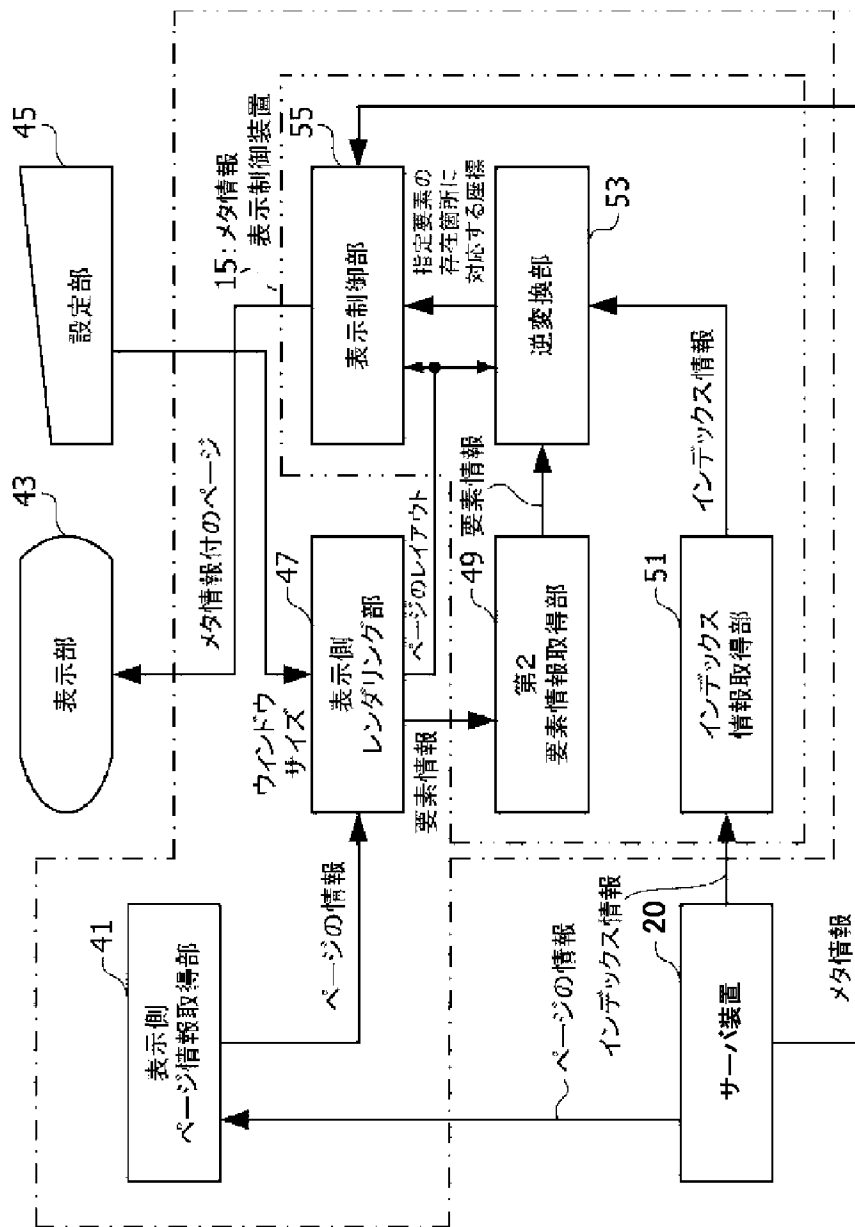 表示側
ページ情報取得部
41
表示部
43
設定部
45
ページの情報
ウィンドウ
サイズ
メタ情報付のページ
15:メタ情報
表示制御装置
表示側
レンダリング部
47
表示制御部
55
要素情報
ページのレイアウト
指定要素の
存在箇所に
対応する座標
第2
要素情報取得部
49
要素情報
逆変換部
53
ページの情報
インデックス情報
サーバ装置
20
インデックス
情報取得部
51
インデックス情報
メタ情報